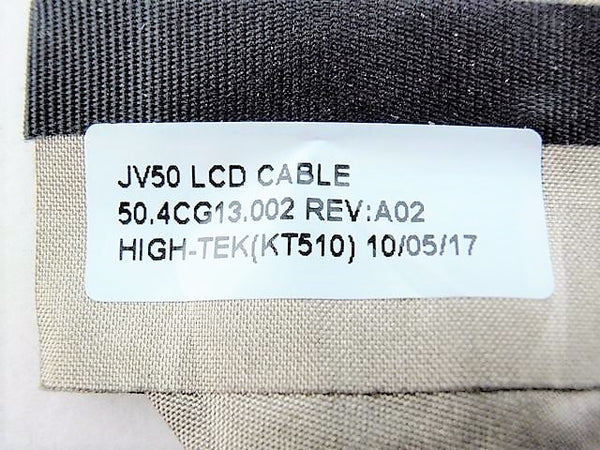 JV50 LCD CABLE
50.4CG13.002 REV:A02
HIGH-TEK(KT510) 10/05/17